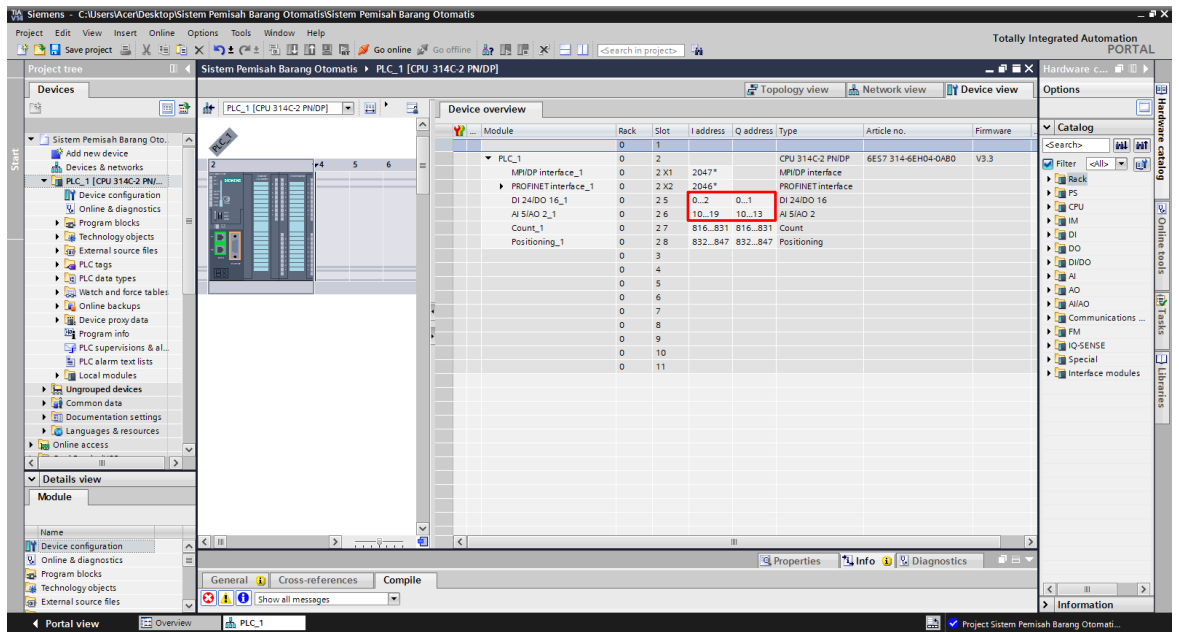 TIA V14 Siemens - C:\Users\Acer\Desktop\Sistem Pemisah Barang Otomatis\Sistem Pemisah Barang Otomatis
Project Edit View Insert Online Options Tools Window Help
Totally Integrated Automation
PORTAL
Save project Go online Go offline <Search in project>
Project tree
Sistem Pemisah Barang Otomatis PLC_1 [CPU 314C-2 PN/DP]
Hardware c...
Devices
Topology view Network view Device view
Options
PLC_1 [CPU 314C-2 PN/DP]
Device overview
Start
Sistem Pemisah Barang Oto..
Add new device
Devices & networks
PLC_1 [CPU 314C-2 PN/...
Device configuration
Online & diagnostics
Program blocks
Technology objects
External source files
PLC tags
PLC data types
Watch and force tables
Online backups
Device proxy data
Program info
PLC supervisions & al...
PLC alarm text lists
Local modules
Ungrouped devices
Common data
Documentation settings
Languages & resources
Online access
PLC_1
2 4 5 6
SIEMENS
... Module Rack Slot I address Q address Type Article no. Firmware
0 1
PLC_1 0 2 CPU 314C-2 PN/DP 6ES7 314-6EH04-0AB0 V3.3
MPI/DP interface_1 0 2 X1 2047* MPI/DP interface
PROFINET interface_1 0 2 X2 2046* PROFINET interface
DI 24/DO 16_1 0 2 5 0...2 0...1 DI 24/DO 16
AI 5/AO 2_1 0 2 6 10...19 10...13 AI 5/AO 2
Count_1 0 2 7 816...831 816...831 Count
Positioning_1 0 2 8 832...847 832...847 Positioning
0 3
0 4
0 5
0 6
0 7
0 8
0 9
0 10
0 11
Catalog
<Search>
Filter <All>
Rack
PS
CPU
IM
DI
DO
DI/DO
AI
AO
AI/AO
Communications ...
FM
IQ-SENSE
Special
Interface modules
Hardware catalog
Online tools
Tasks
Libraries
Details view
Module
Name
Device configuration
Online & diagnostics
Program blocks
Technology objects
External source files
Properties Info Diagnostics
General Cross-references Compile
Show all messages
Information
Portal view Overview PLC_1
Project Sistem Pemisah Barang Otomati...